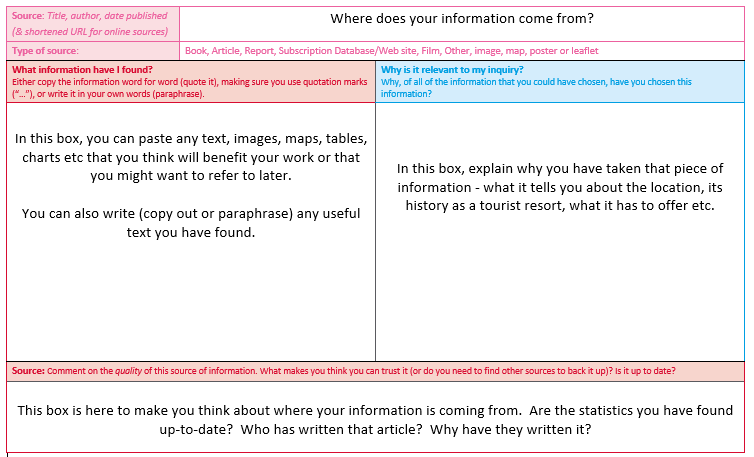 Source: Title, author, date published
(& shortened URL for online sources)
Where does your information come from?
Type of source:
Book, Article, Report, Subscription Database/Web site, Film, Other, image, map, poster or leaflet
What information have I found?
Either copy the information word for word (quote it), making sure you use quotation marks
("..."), or write it in your own words (paraphrase).
Why is it relevant to my inquiry?
Why, of all of the information that you could have chosen, have you chosen this
information?
In this box, you can paste any text, images, maps, tables,
charts etc that you think will benefit your work or that
you might want to refer to later.
You can also write (copy out or paraphrase) any useful
text you have found.
In this box, explain why you have taken that piece of
information - what it tells you about the location, its
history as a tourist resort, what it has to offer etc.
Source: Comment on the quality of this source of information. What makes you think you can trust it (or do you need to find other sources to back it up)? Is it up to date?
This box is here to make you think about where your information is coming from. Are the statistics you have found
up-to-date? Who has written that article? Why have they written it?